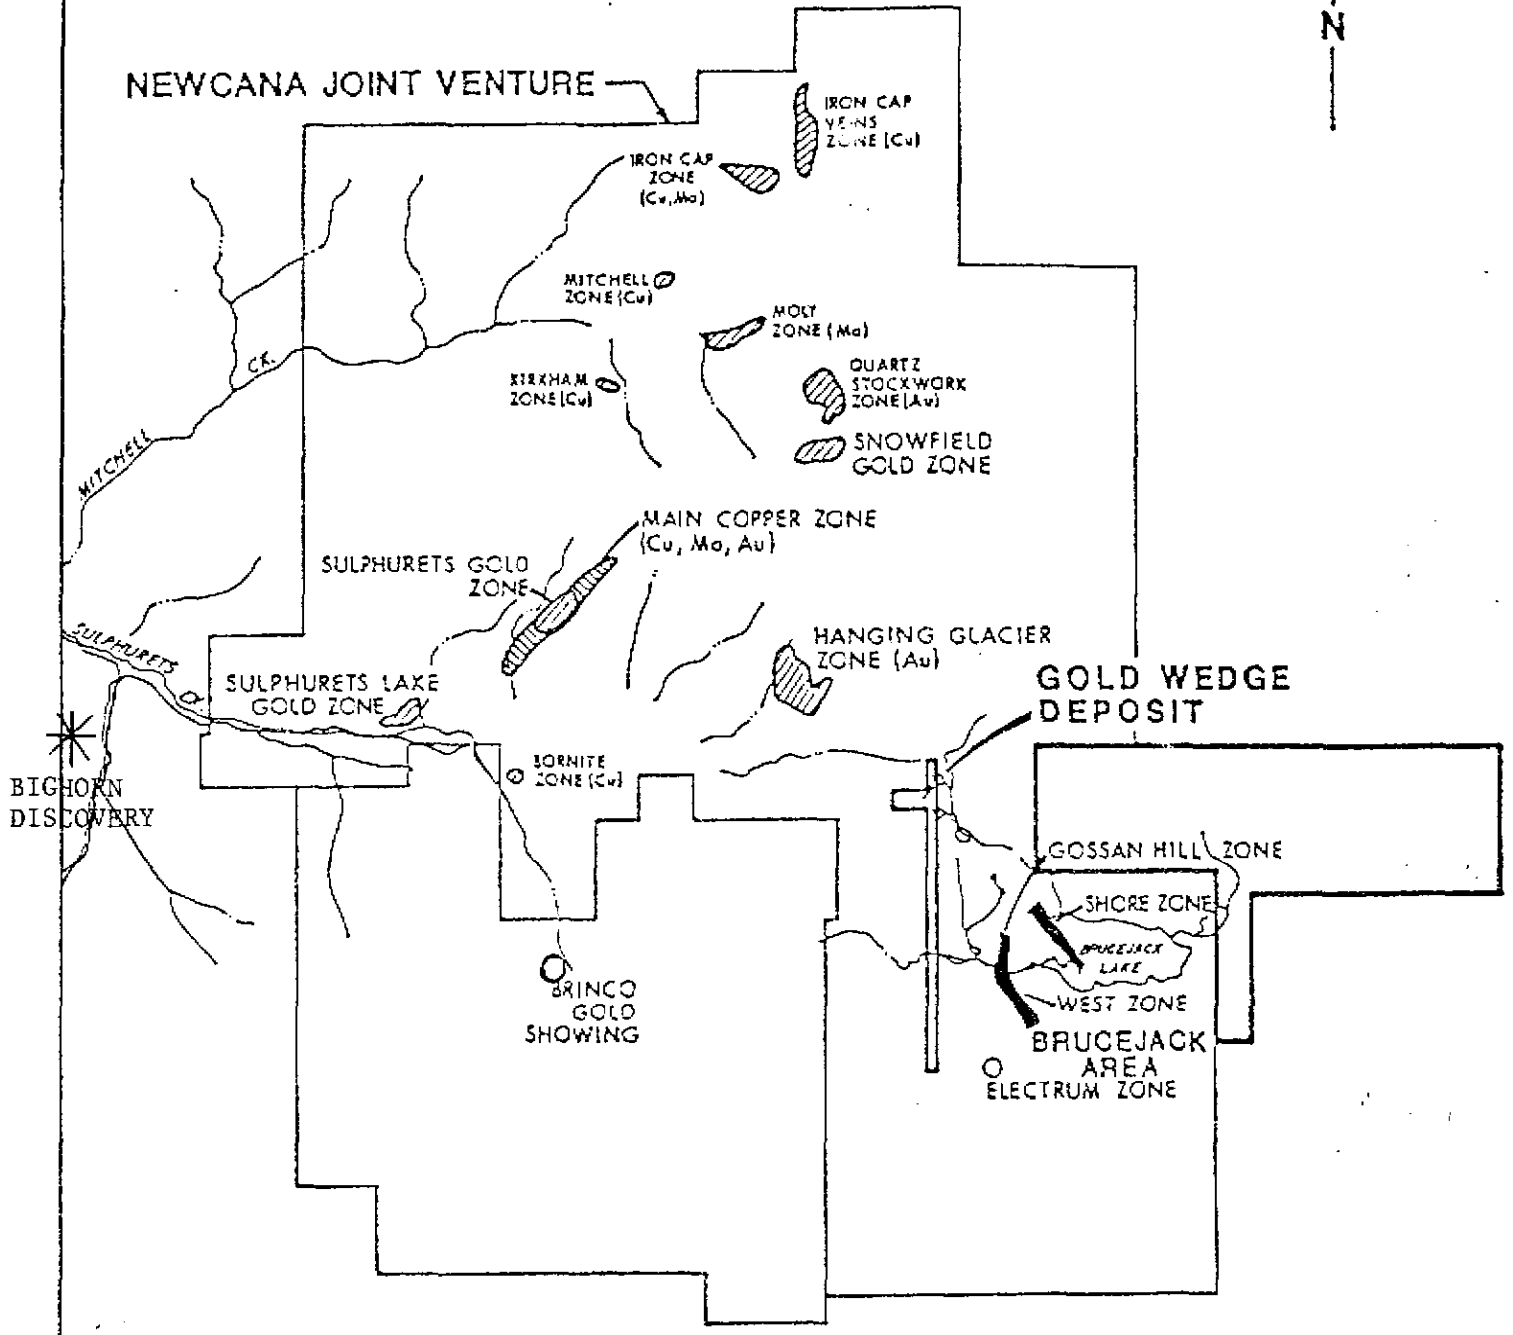 N
NEWCANA JOINT VENTURE
IRON CAP
VEINS
ZONE (Cu)
IRON CAP
ZONE
(Cu, Mo)
MITCHELL
ZONE (Cu)
MOLY
ZONE (Mo)
CK.
KIRKHAM
ZONE (Cu)
QUARTZ
STOCKWORK
ZONE (Au)
MITCHELL
SNOWFIELD
GOLD ZONE
MAIN COPPER ZONE
(Cu, Mo, Au)
SULPHURETS GOLD
ZONE
SULPHURETS
CK.
HANGING GLACIER
ZONE (Au)
SULPHURETS LAKE
GOLD ZONE
GOLD WEDGE
DEPOSIT
BIGHORN
DISCOVERY
BORNITE
ZONE (Cu)
GOSSAN HILL ZONE
SHORE ZONE
BRUCEJACK
LAKE
WEST ZONE
BRINCO
GOLD
SHOWING
BRUCEJACK
AREA
ELECTRUM ZONE